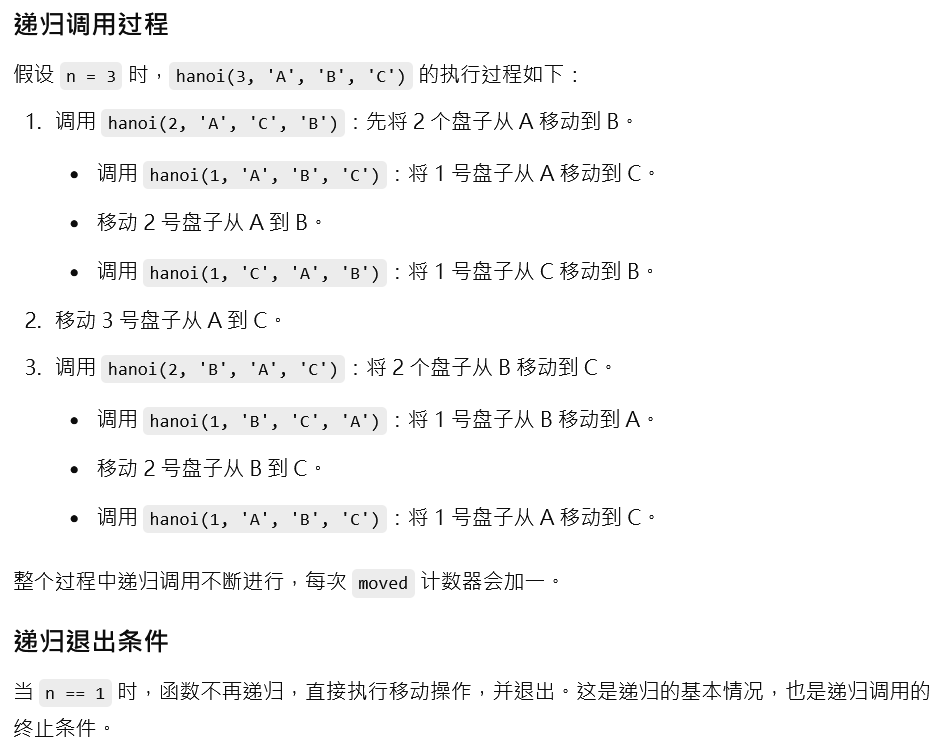 递归调用过程
假设 n = 3 时，hanoi(3, 'A', 'B', 'C') 的执行过程如下：
1. 调用 hanoi(2, 'A', 'C', 'B')：先将 2 个盘子从 A 移动到 B。
• 调用 hanoi(1, 'A', 'B', 'C')：将 1 号盘子从 A 移动到 C。
• 移动 2 号盘子从 A 到 B。
• 调用 hanoi(1, 'C', 'A', 'B')：将 1 号盘子从 C 移动到 B。
2. 移动 3 号盘子从 A 到 C。
3. 调用 hanoi(2, 'B', 'A', 'C')：将 2 个盘子从 B 移动到 C。
• 调用 hanoi(1, 'B', 'C', 'A')：将 1 号盘子从 B 移动到 A。
• 移动 2 号盘子从 B 到 C。
• 调用 hanoi(1, 'A', 'B', 'C')：将 1 号盘子从 A 移动到 C。
整个过程中递归调用不断进行，每次 moved 计数器会加一。
递归退出条件
当 n == 1 时，函数不再递归，直接执行移动操作，并退出。这是递归的基本情况，也是递归调用的
终止条件。